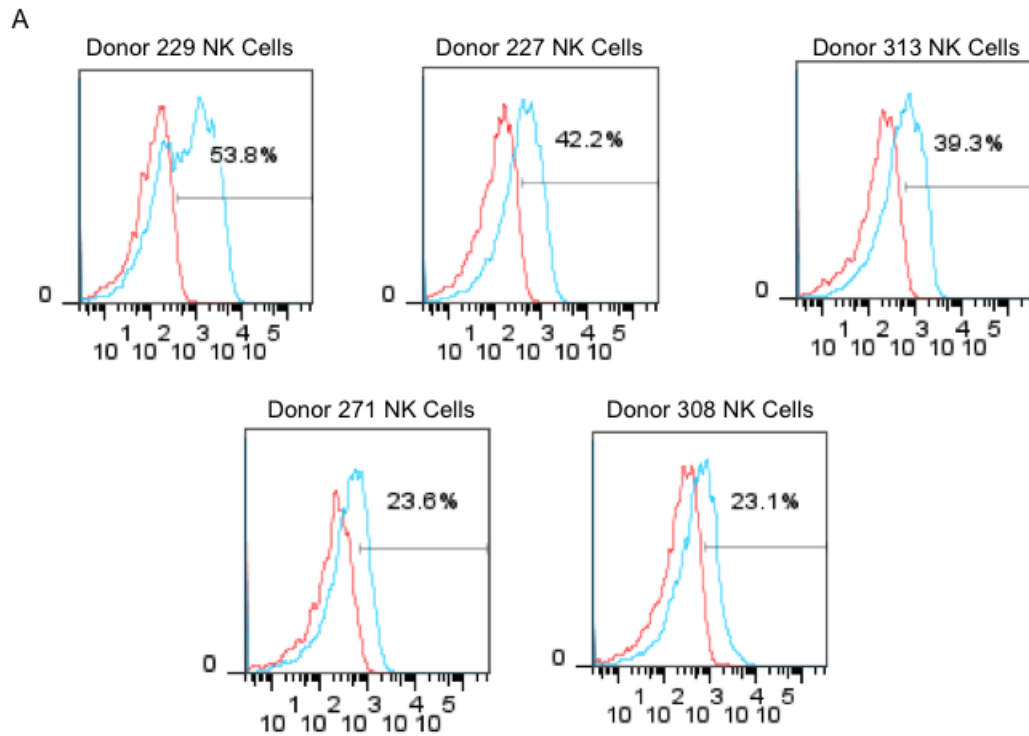 A
Donor 229 NK Cells
53.8%
0
10^1 10^2 10^3 10^4 10^5
Donor 227 NK Cells
42.2%
0
10^1 10^2 10^3 10^4 10^5
Donor 313 NK Cells
39.3%
0
10^1 10^2 10^3 10^4 10^5
Donor 271 NK Cells
23.6%
0
10^1 10^2 10^3 10^4 10^5
Donor 308 NK Cells
23.1%
0
10^1 10^2 10^3 10^4 10^5